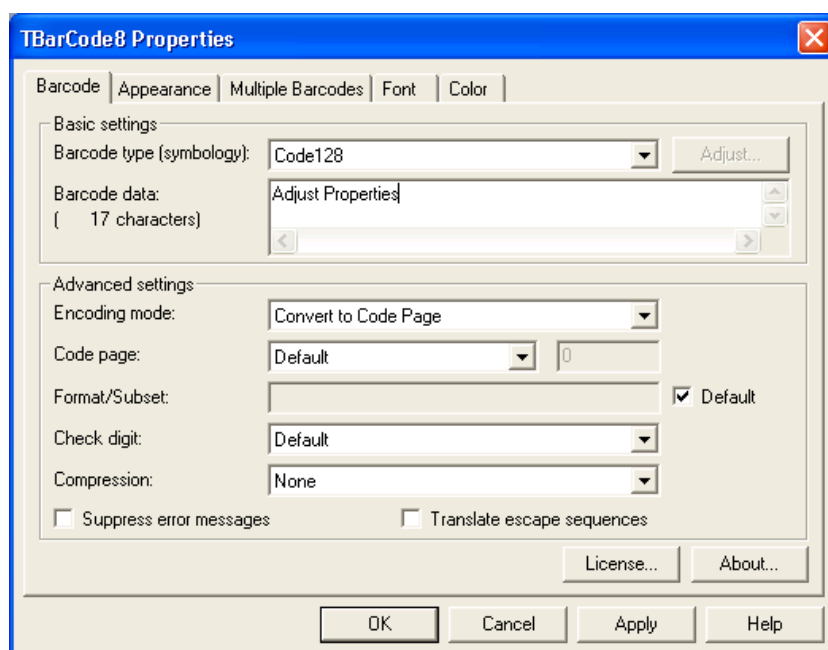 TBarCode8 Properties
Barcode Appearance Multiple Barcodes Font Color
Basic settings
Barcode type (symbology): Code128 Adjust...
Barcode data: Adjust Properties
( 17 characters)
Advanced settings
Encoding mode: Convert to Code Page
Code page: Default 0
Format/Subset: Default
Check digit: Default
Compression: None
Suppress error messages Translate escape sequences
License... About...
OK Cancel Apply Help